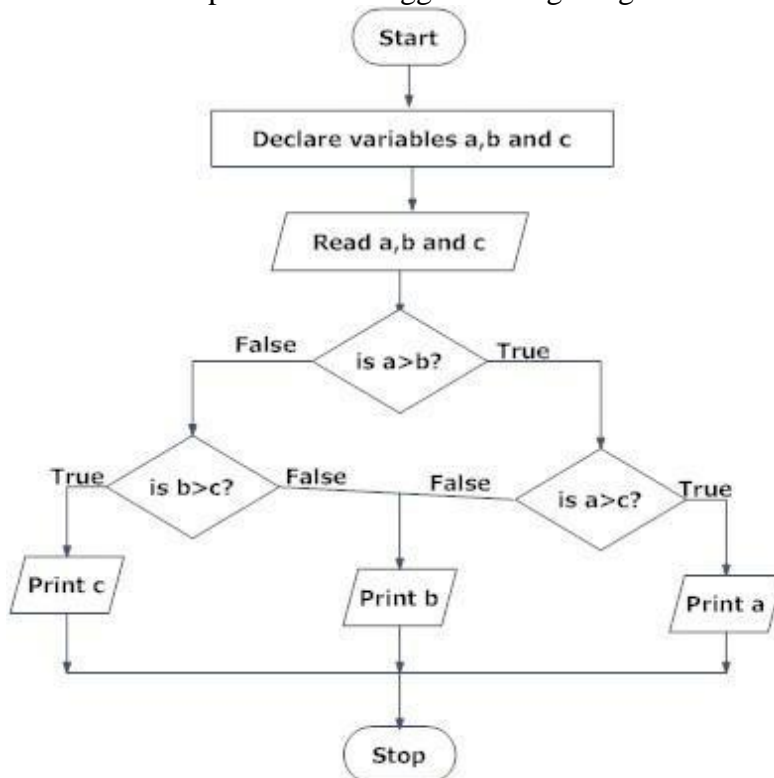 Start
Declare variables a,b and c
Read a,b and c
False
is a>b?
True
True
is b>c?
False
False
is a>c?
True
Print c
Print b
Print a
Stop